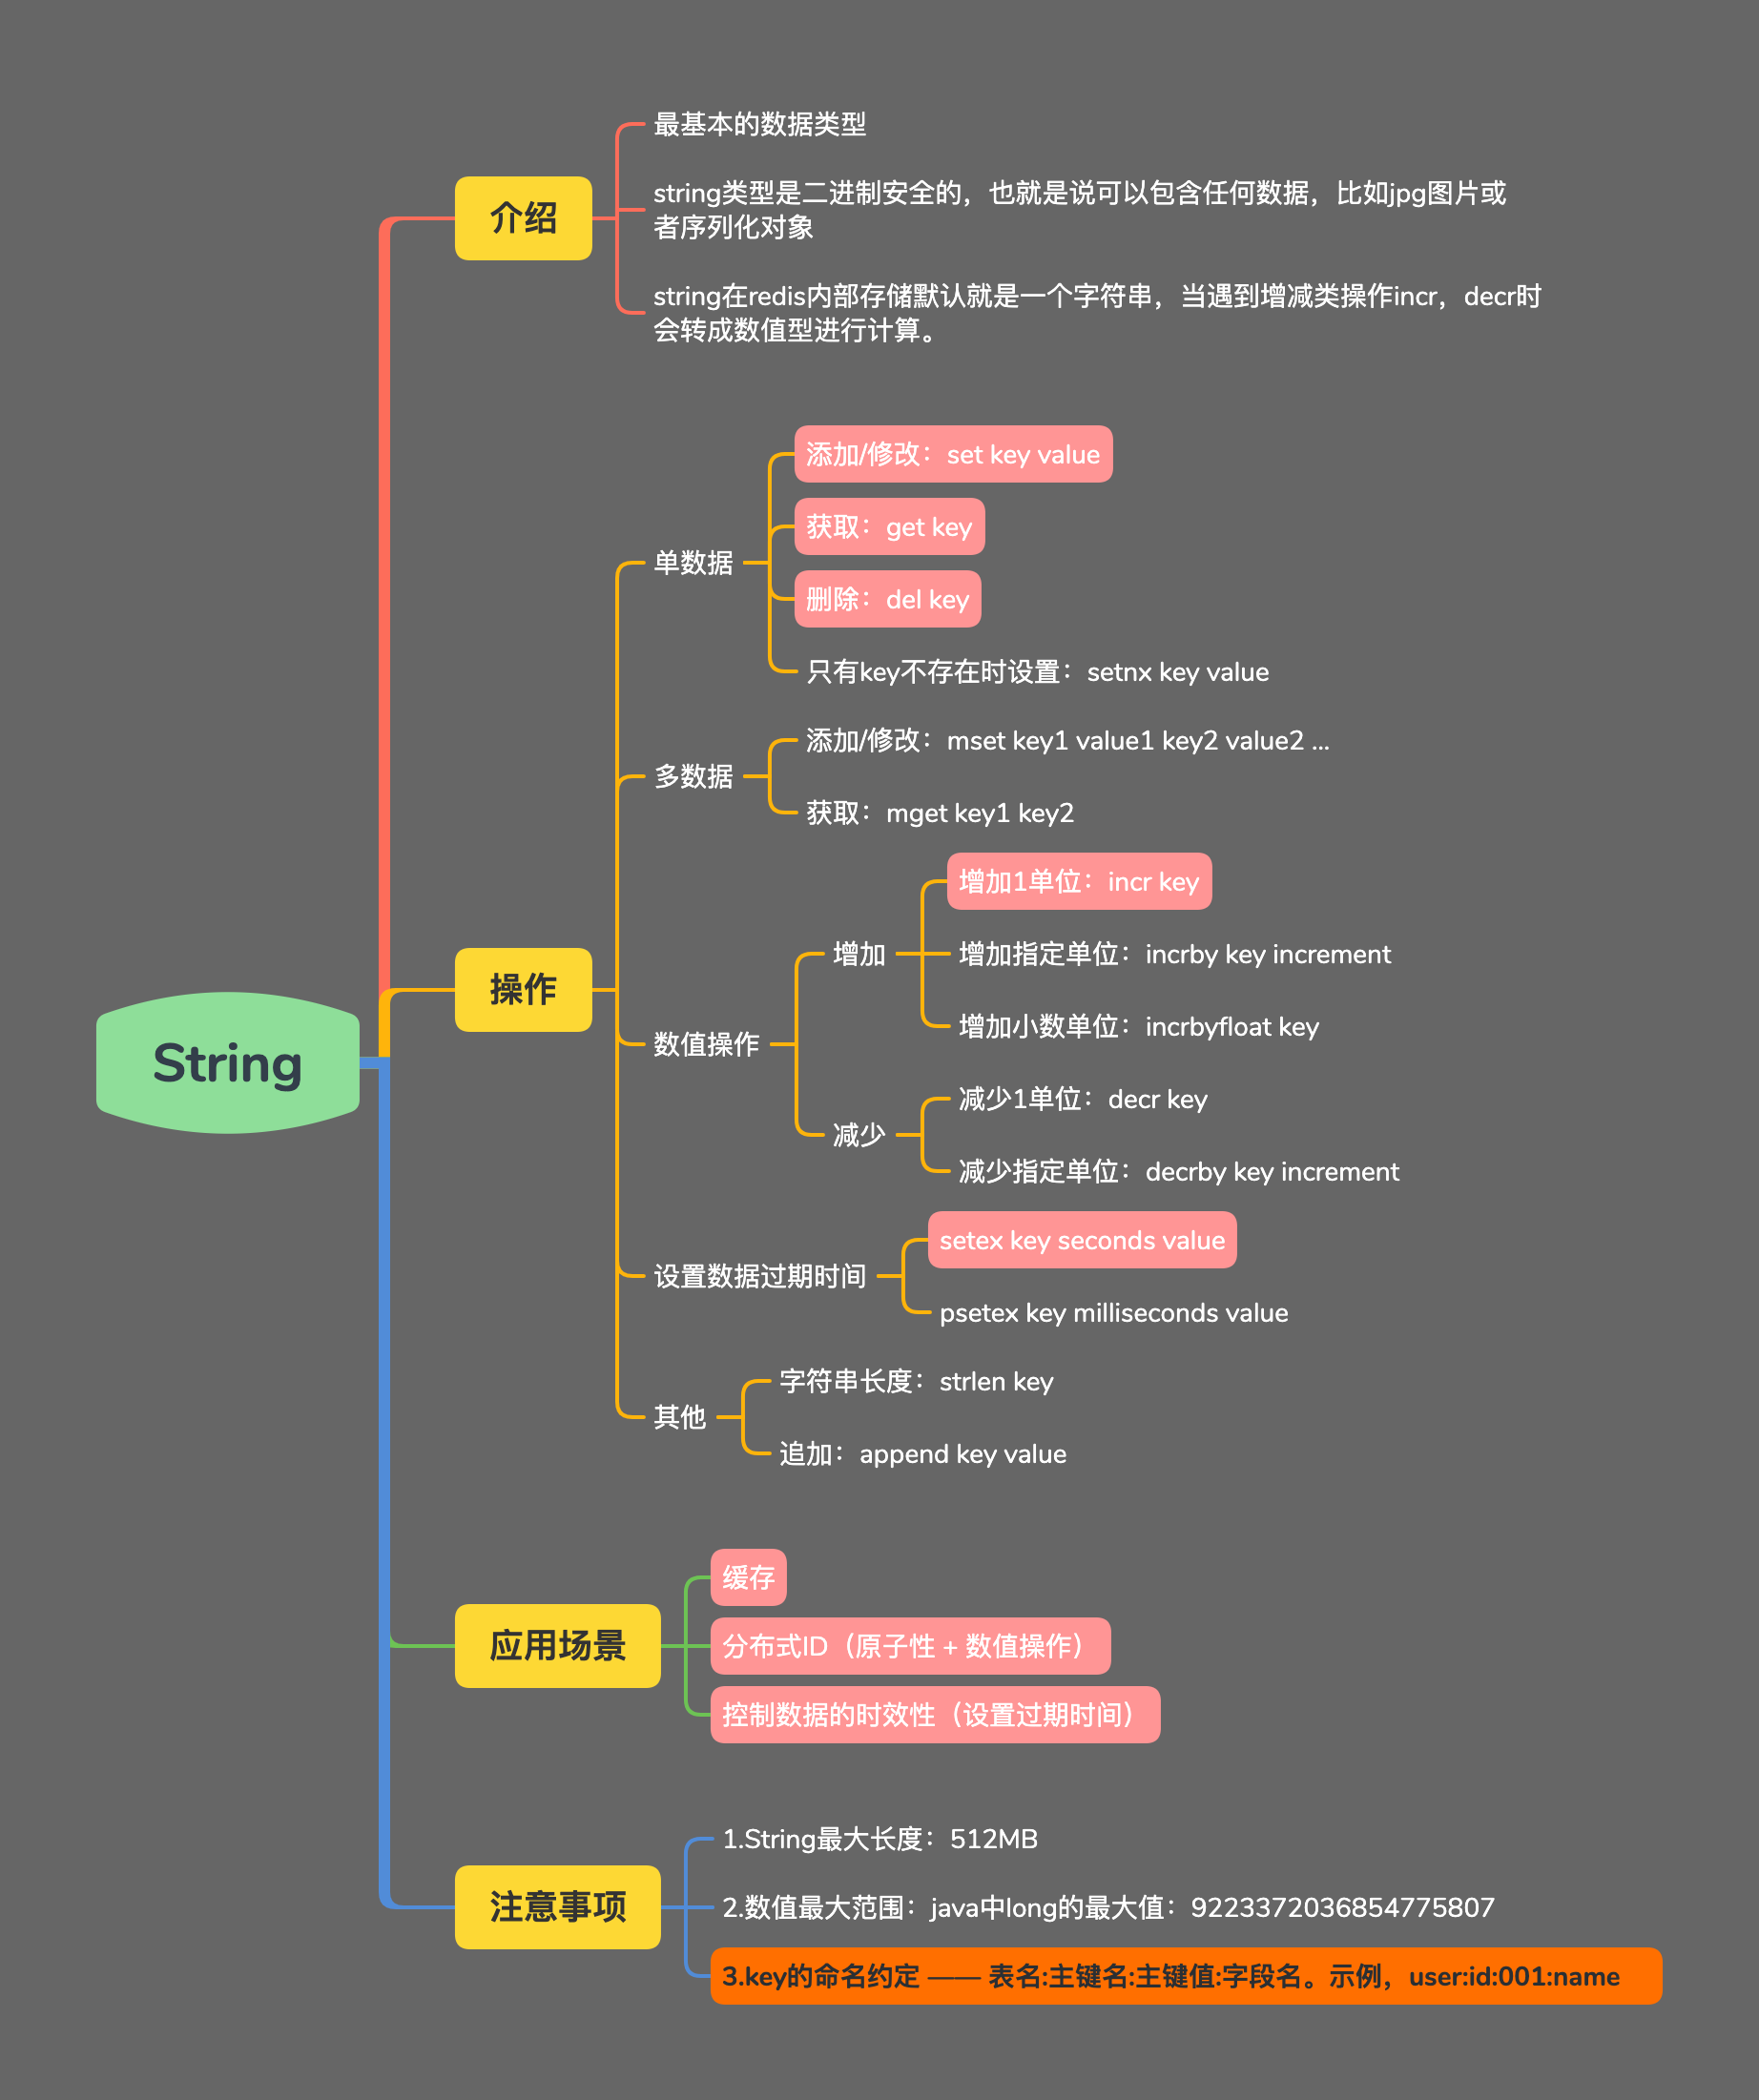 最基本的数据类型
介绍
string类型是二进制安全的，也就是说可以包含任何数据，比如jpg图片或
者序列化对象
string在redis内部存储默认就是一个字符串，当遇到增减类操作incr，decr时
会转成数值型进行计算。
添加/修改：set key value
获取：get key
单数据
删除：del key
只有key不存在时设置：setnx key value
添加/修改：mset key1 value1 key2 value2 ...
多数据
获取：mget key1 key2
增加1单位：incr key
增加
增加指定单位：incrby key increment
操作
增加小数单位：incrbyfloat key
数值操作
String
减少1单位：decr key
减少
减少指定单位：decrby key increment
setex key seconds value
设置数据过期时间
psetex key milliseconds value
字符串长度：strlen key
其他
追加：append key value
缓存
应用场景
分布式ID（原子性 + 数值操作）
控制数据的时效性（设置过期时间）
1.String最大长度：512MB
注意事项
2.数值最大范围：java中long的最大值：9223372036854775807
3.key的命名约定 —— 表名:主键名:主键值:字段名。示例，user:id:001:name